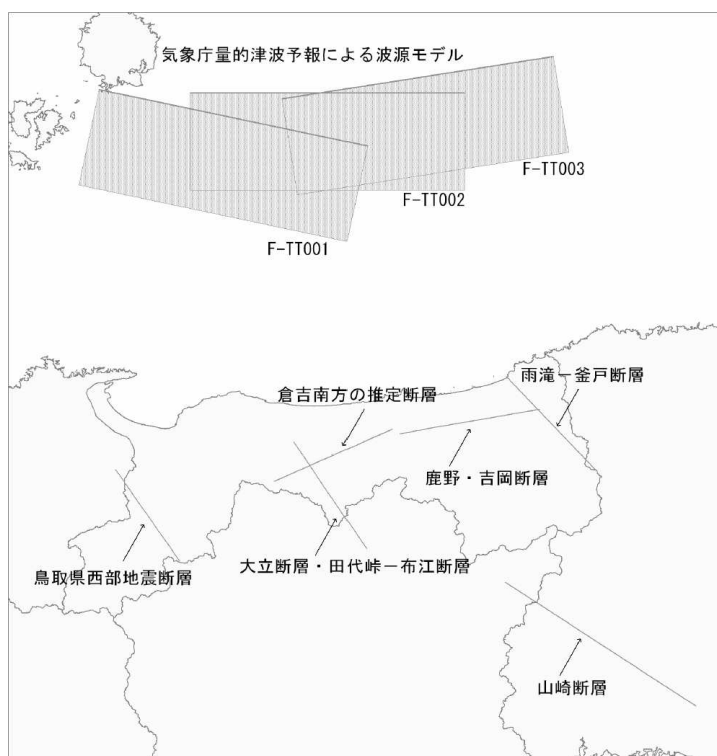 気象庁量的津波予報による波源モデル
F-TT003
F-TT002
F-TT001
雨滝－釜戸断層
倉吉南方の推定断層
鹿野・吉岡断層
大立断層・田代峠－布江断層
鳥取県西部地震断層
山崎断層